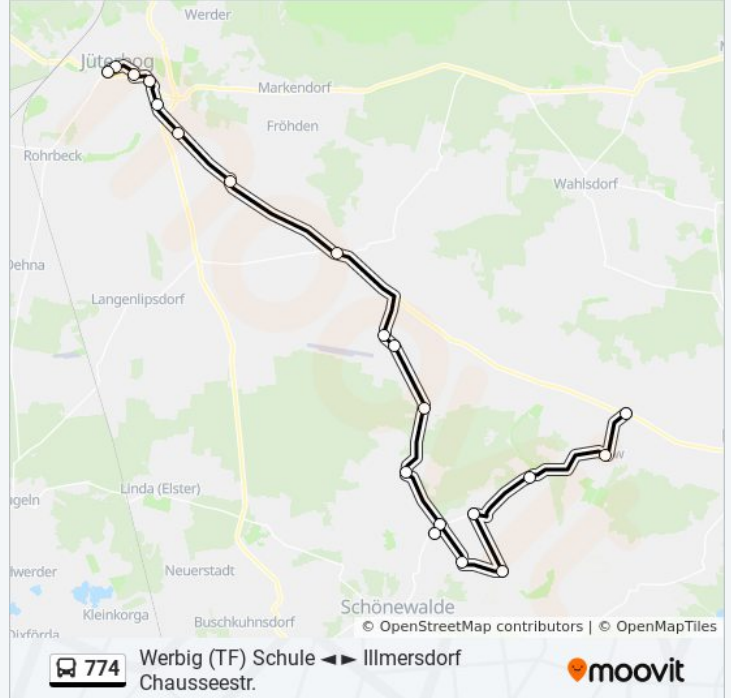 Werder
Jüterbog
Markendorf
Fröhden
Rohrbeck
Wahlsdorf
Dehna
Langenlipsdorf
Linda (Elster)
Neuerstadt
Kleinkorga
Buschkuhnsdorf
Schönewalde
© OpenStreetMap contributors | © OpenMapTiles
774
Werbig (TF) Schule ◄ ► Illmersdorf
Chausseestr.
moovit